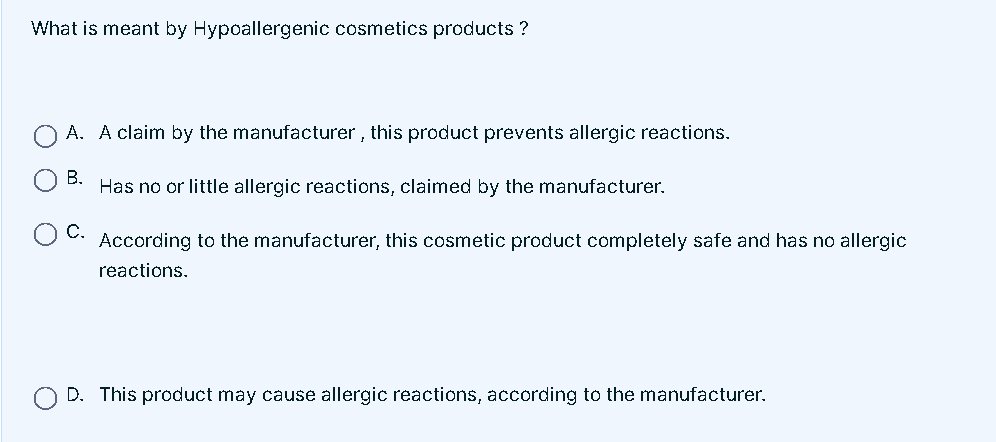 What is meant by Hypoallergenic cosmetics products ?
A. A claim by the manufacturer , this product prevents allergic reactions.
B. Has no or little allergic reactions, claimed by the manufacturer.
C. According to the manufacturer, this cosmetic product completely safe and has no allergic
reactions.
D. This product may cause allergic reactions, according to the manufacturer.